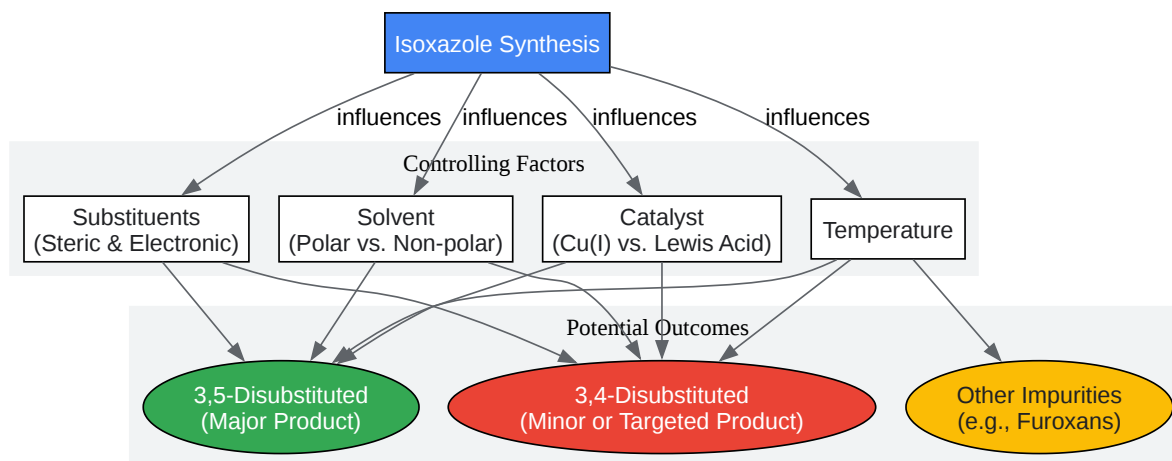 Isoxazole Synthesis
influences
influences
influences
influences
Controlling Factors
Substituents
(Steric & Electronic)
Solvent
(Polar vs. Non-polar)
Catalyst
(Cu(I) vs. Lewis Acid)
Temperature
Potential Outcomes
3,5-Disubstituted
(Major Product)
3,4-Disubstituted
(Minor or Targeted Product)
Other Impurities
(e.g., Furoxans)